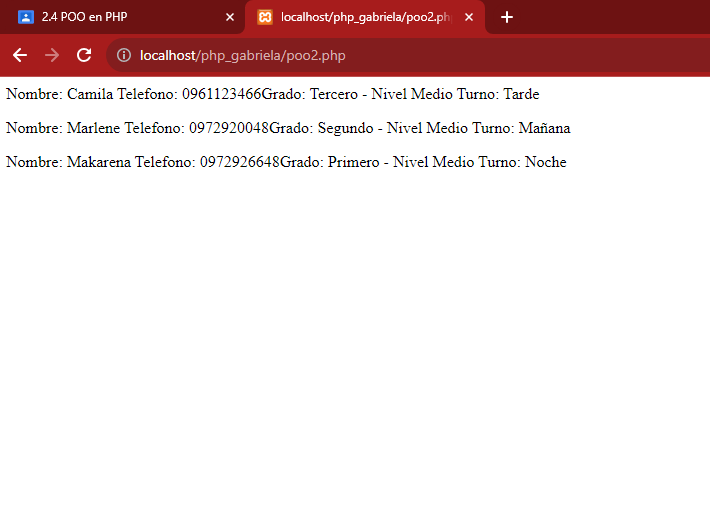 2.4 POO en PHP
localhost/php_gabriela/poo2.ph
localhost/php_gabriela/poo2.php
Nombre: Camila Telefono: 0961123466Grado: Tercero - Nivel Medio Turno: Tarde
Nombre: Marlene Telefono: 0972920048Grado: Segundo - Nivel Medio Turno: Mañana
Nombre: Makarena Telefono: 0972926648Grado: Primero - Nivel Medio Turno: Noche